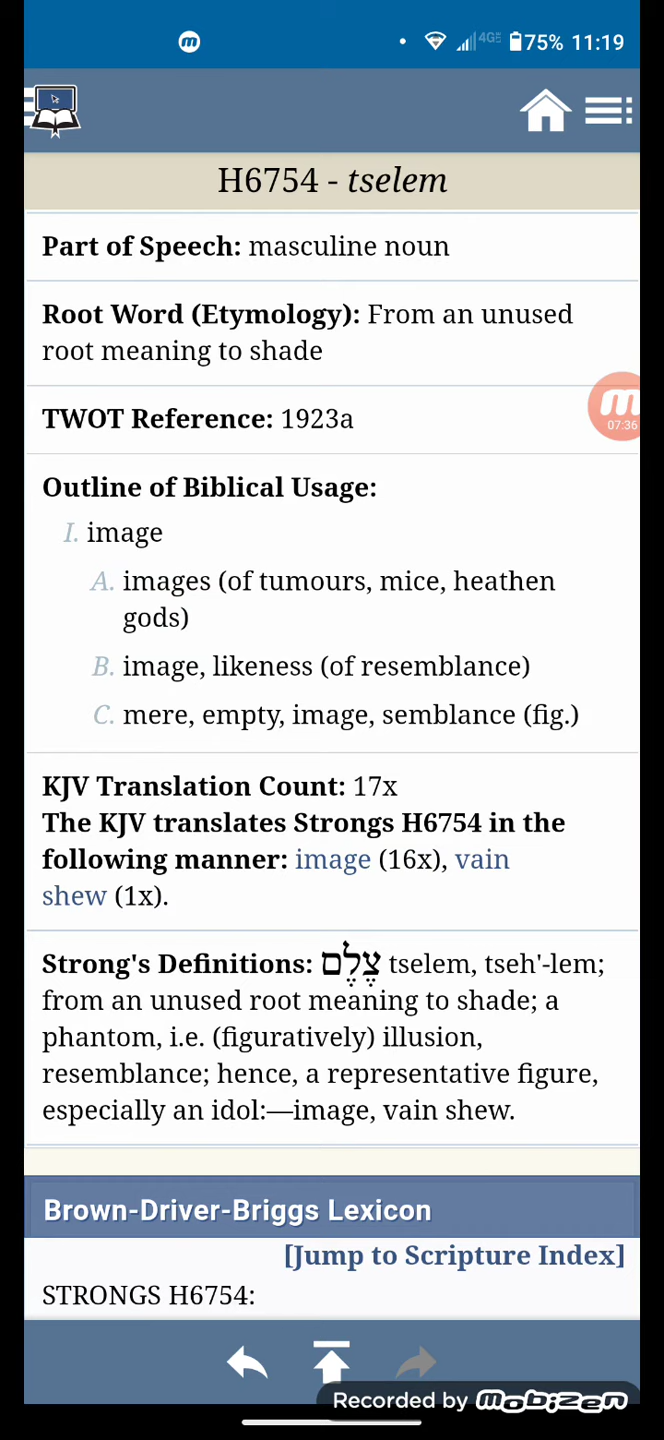 4GE 75% 11:19
H6754 - tselem
Part of Speech: masculine noun
Root Word (Etymology): From an unused
root meaning to shade
TWOT Reference: 1923a
07:36
Outline of Biblical Usage:
I. image
A. images (of tumours, mice, heathen
gods)
B. image, likeness (of resemblance)
C. mere, empty, image, semblance (fig.)
KJV Translation Count: 17x
The KJV translates Strongs H6754 in the
following manner: image (16x), vain
shew (1x).
Strong's Definitions: צֶלֶם tselem, tseh'-lem;
from an unused root meaning to shade; a
phantom, i.e. (figuratively) illusion,
resemblance; hence, a representative figure,
especially an idol:—image, vain shew.
Brown-Driver-Briggs Lexicon
[Jump to Scripture Index]
STRONGS H6754:
Recorded by mobizen